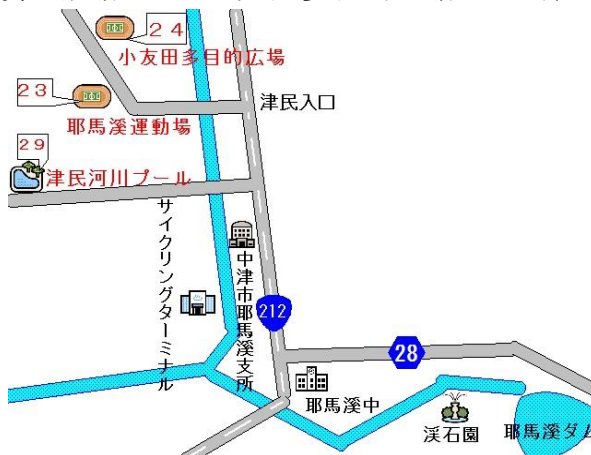 24
小友田多目的広場
23
耶馬溪運動場
津民入口
29
津民河川プール
サイクリングターミナル
中津市耶馬溪支所
212
28
耶馬溪中
渓石園
耶馬溪ダム